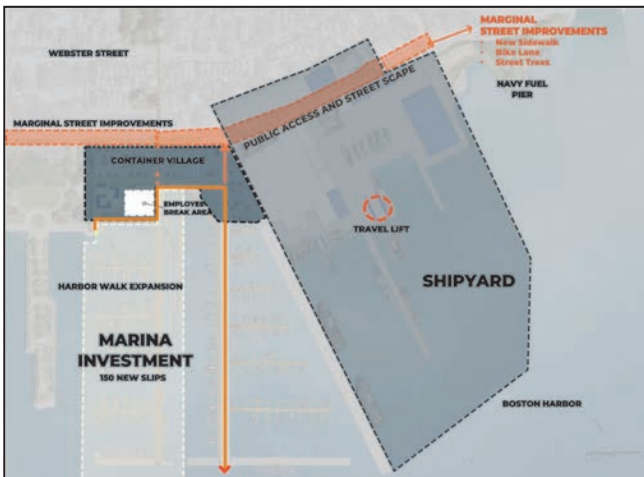 MARGINAL
STREET IMPROVEMENTS
• New Sidewalk
• Bike Lane
• Street Trees
WEBSTER STREET
NAVY FUEL
PIER
MARGINAL STREET IMPROVEMENTS
PUBLIC ACCESS AND STREET SCAPE
CONTAINER VILLAGE
EMPLOYEE
BREAK AREA
TRAVEL LIFT
HARBOR WALK EXPANSION
SHIPYARD
MARINA
INVESTMENT
150 NEW SLIPS
BOSTON HARBOR